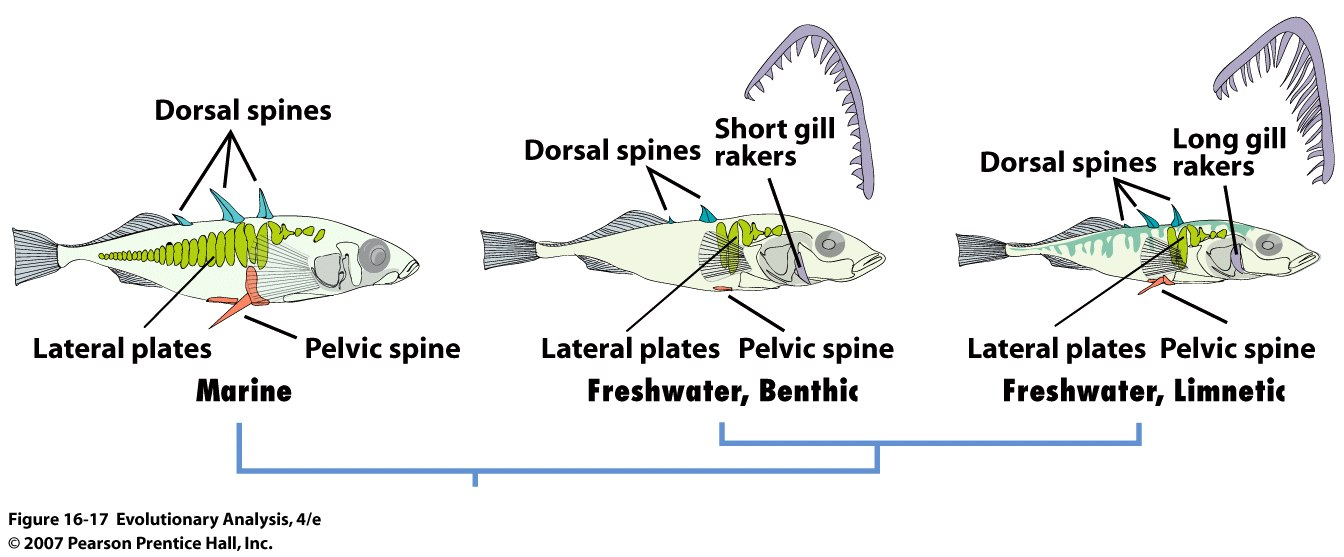 Dorsal spines
Lateral plates
Pelvic spine
Marine
Dorsal spines
Short gill
rakers
Lateral plates
Pelvic spine
Freshwater, Benthic
Dorsal spines
Long gill
rakers
Lateral plates
Pelvic spine
Freshwater, Limnetic
Figure 16-17 Evolutionary Analysis, 4/e
© 2007 Pearson Prentice Hall, Inc.